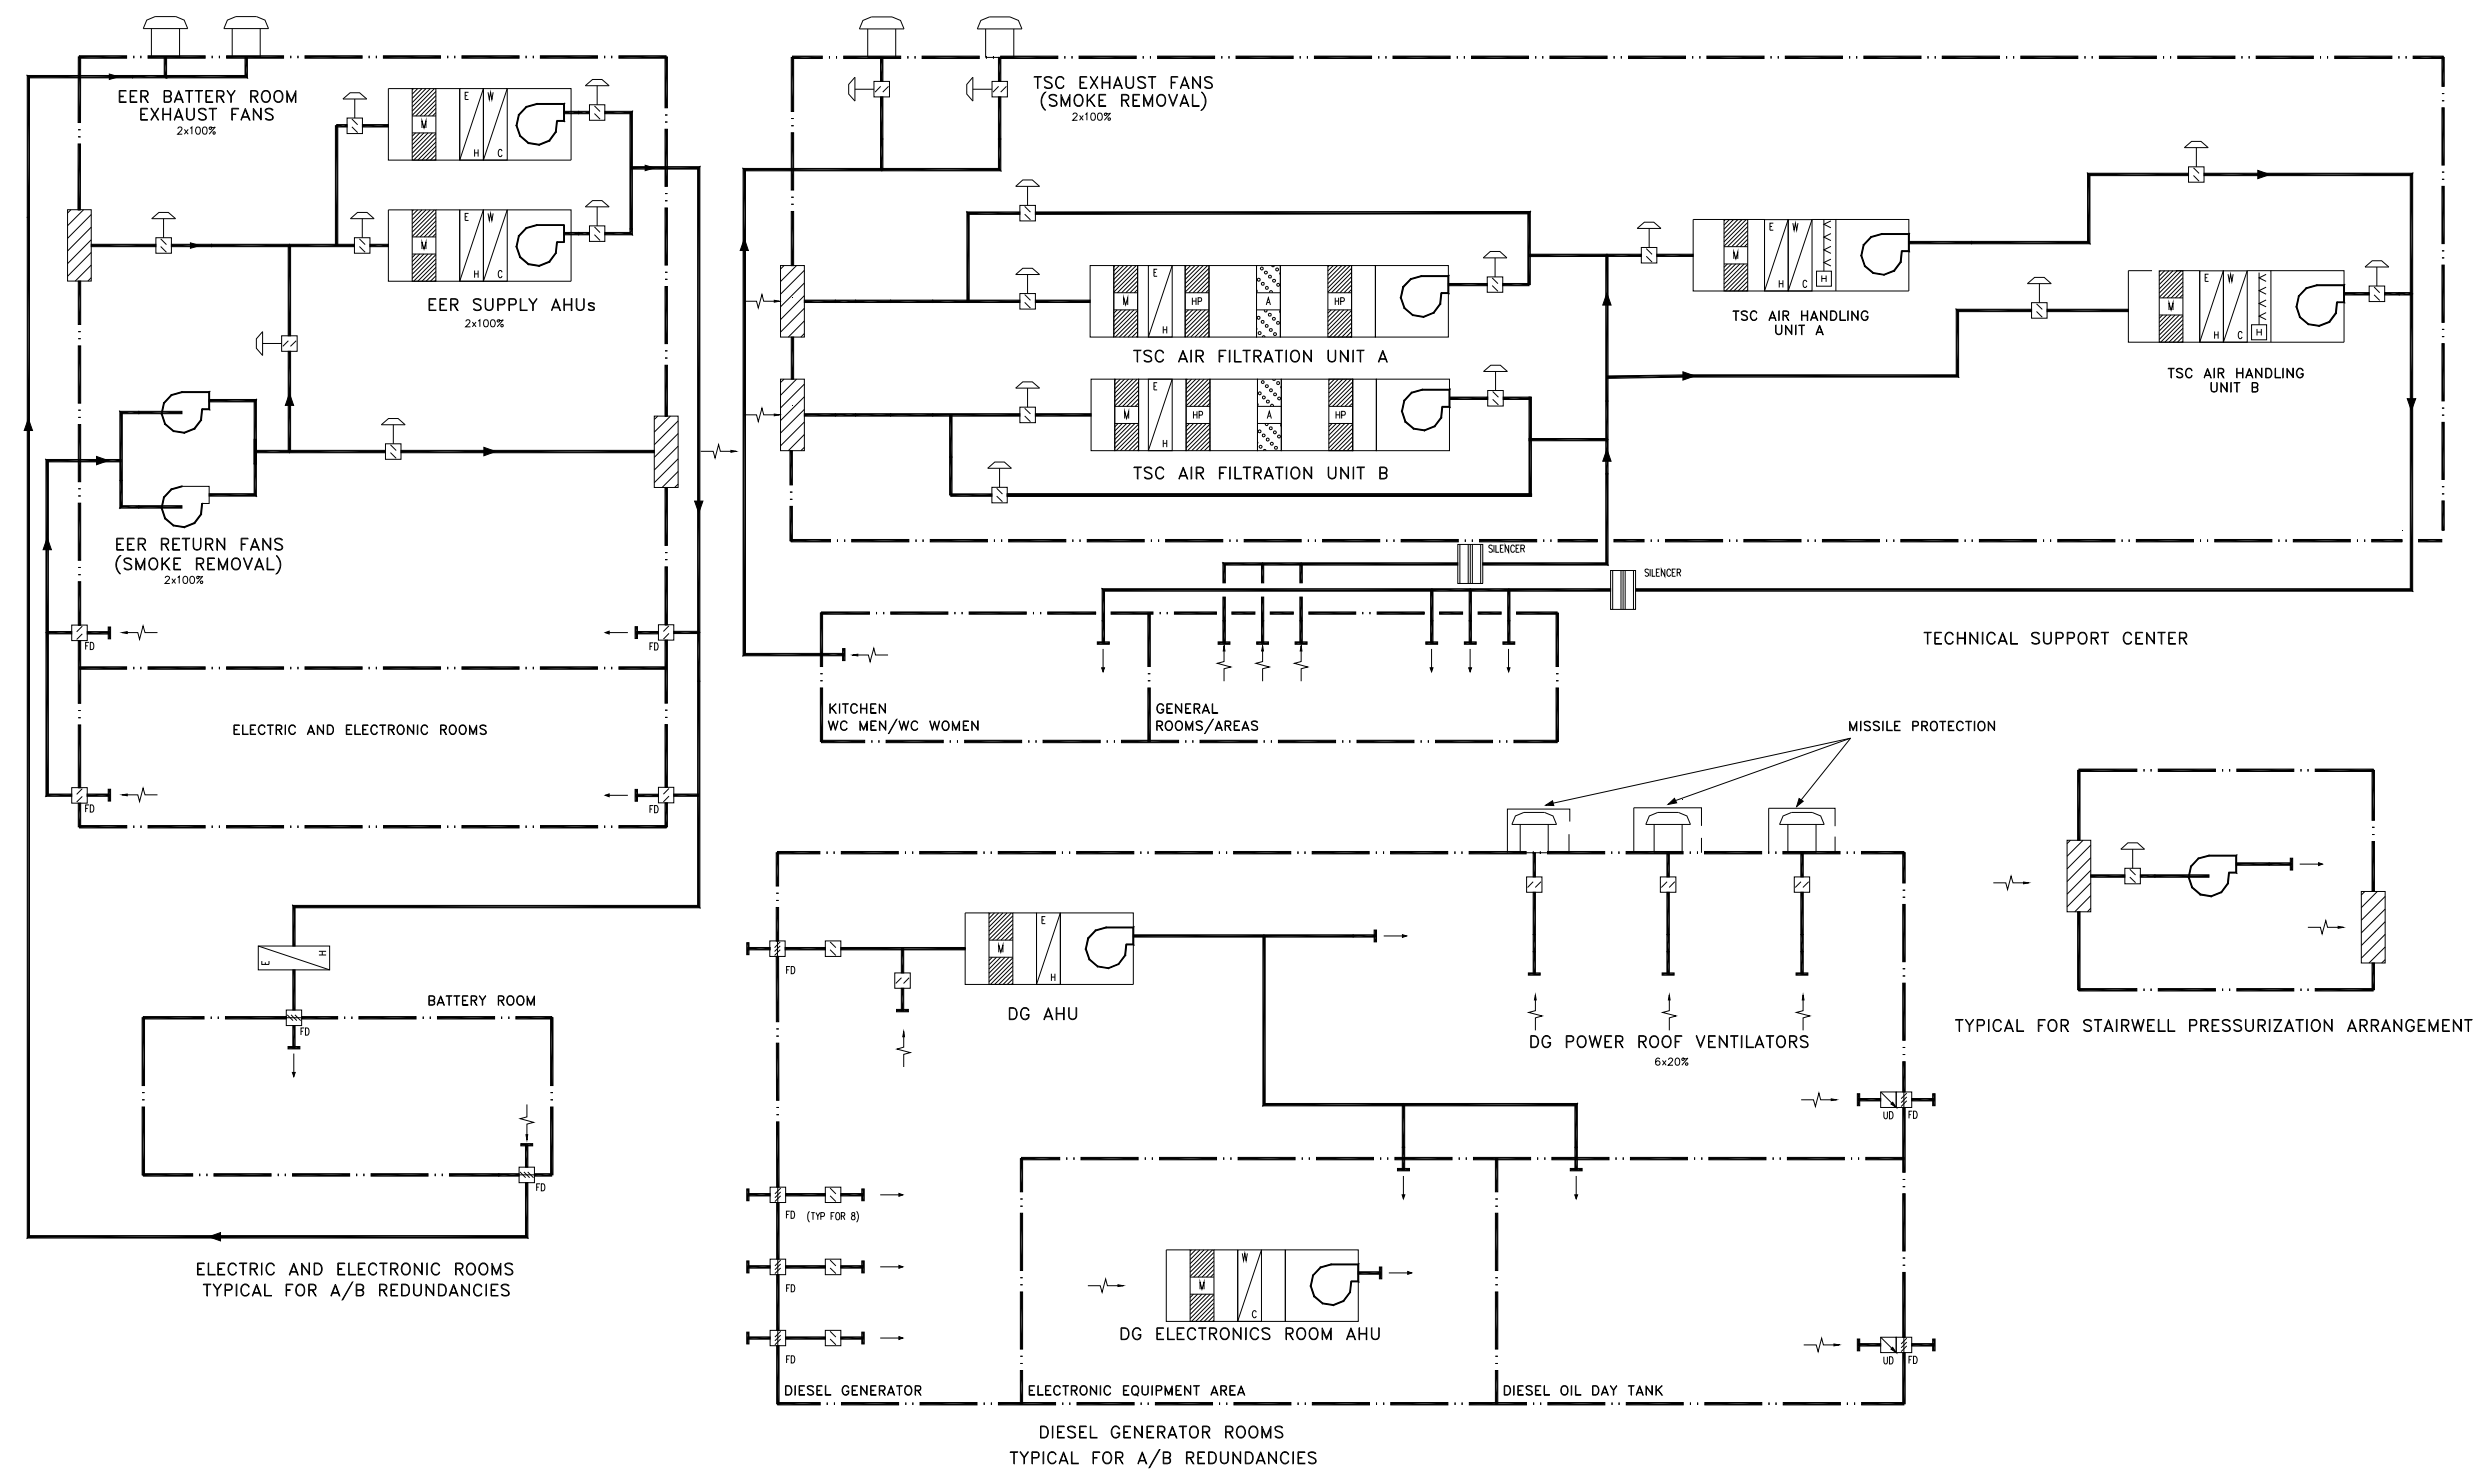 EER BATTERY ROOM
EXHAUST FANS
2x100%
M
E
H
W
C
M
E
H
W
C
EER SUPPLY AHUs
2x100%
EER RETURN FANS
(SMOKE REMOVAL)
2x100%
FD
FD
ELECTRIC AND ELECTRONIC ROOMS
FD
FD
E
H
BATTERY ROOM
FD
FD
ELECTRIC AND ELECTRONIC ROOMS
TYPICAL FOR A/B REDUNDANCIES
TSC EXHAUST FANS
(SMOKE REMOVAL)
2x100%
M
E
H
HP
A
HP
TSC AIR FILTRATION UNIT A
M
E
H
HP
A
HP
TSC AIR FILTRATION UNIT B
M
E
H
W
C
H
TSC AIR HANDLING
UNIT A
M
E
H
W
C
H
TSC AIR HANDLING
UNIT B
SILENCER
SILENCER
TECHNICAL SUPPORT CENTER
KITCHEN
WC MEN/WC WOMEN
GENERAL
ROOMS/AREAS
MISSILE PROTECTION
FD
M
E
H
DG AHU
DG POWER ROOF VENTILATORS
6x20%
UD
FD
FD
(TYP FOR 8)
FD
FD
M
W
C
DG ELECTRONICS ROOM AHU
UD
FD
DIESEL GENERATOR
ELECTRONIC EQUIPMENT AREA
DIESEL OIL DAY TANK
DIESEL GENERATOR ROOMS
TYPICAL FOR A/B REDUNDANCIES
TYPICAL FOR STAIRWELL PRESSURIZATION ARRANGEMENT